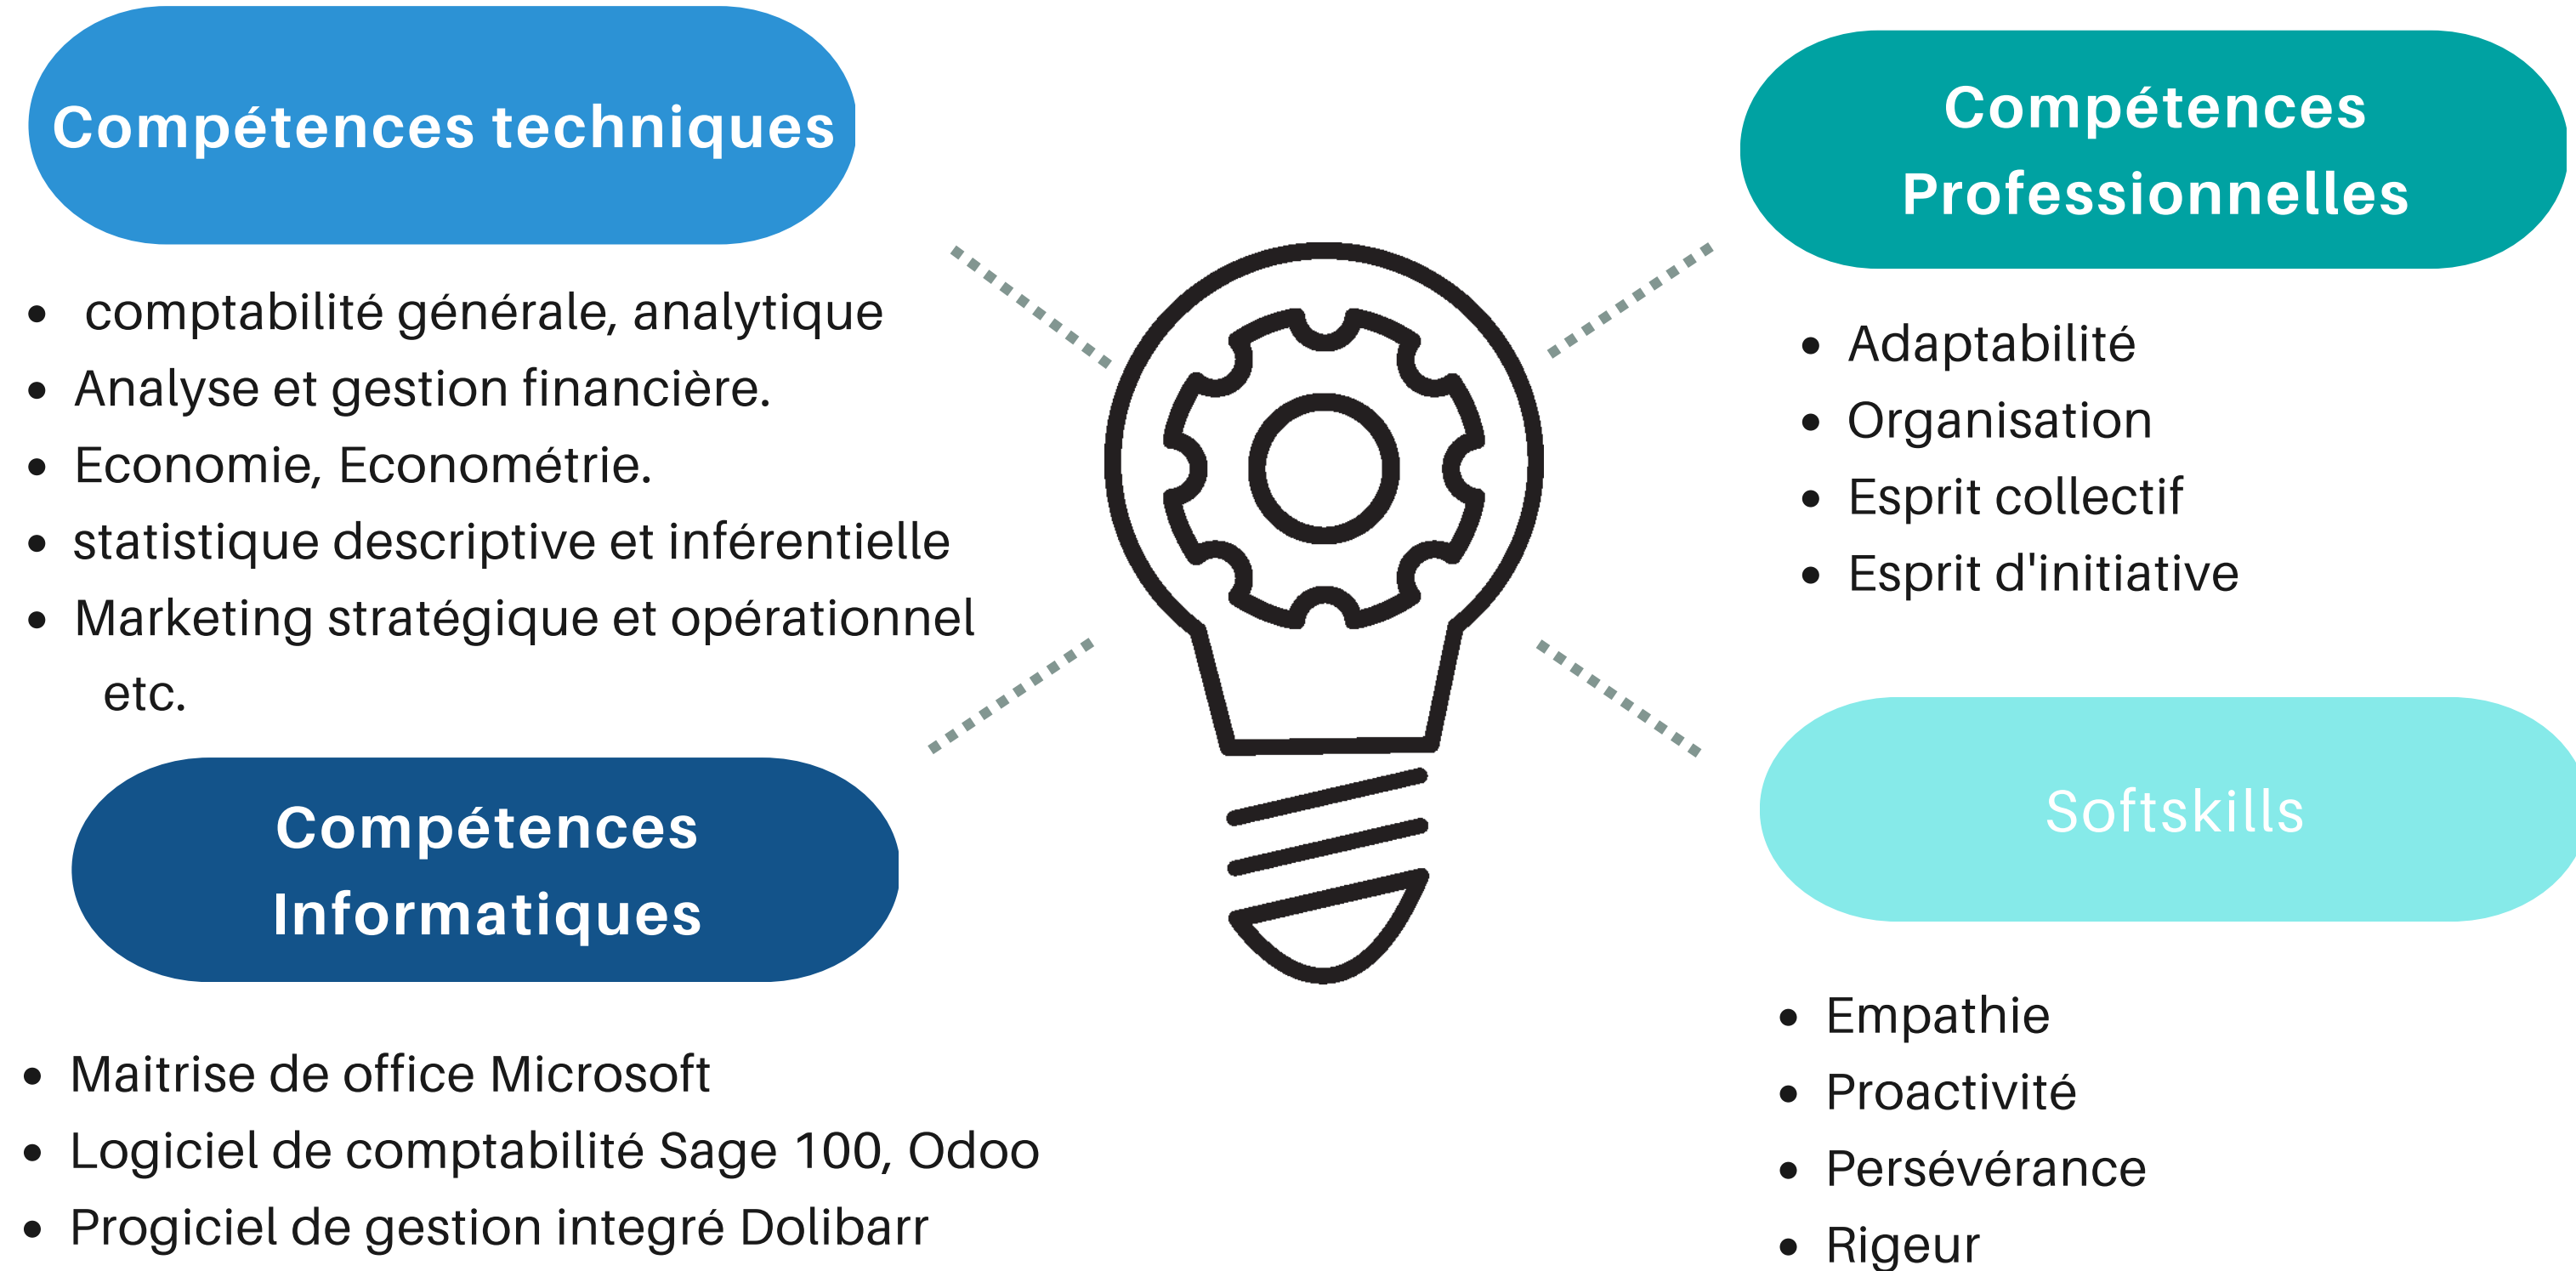 Compétences techniques
comptabilité générale, analytique
Analyse et gestion financière.
Economie, Econométrie.
statistique descriptive et inférentielle
Marketing stratégique et opérationnel
etc.
Compétences
Informatiques
Maitrise de office Microsoft
Logiciel de comptabilité Sage 100, Odoo
Progiciel de gestion integré Dolibarr
Compétences
Professionnelles
Adaptabilité
Organisation
Esprit collectif
Esprit d'initiative
Softskills
Empathie
Proactivité
Persévérance
Rigeur